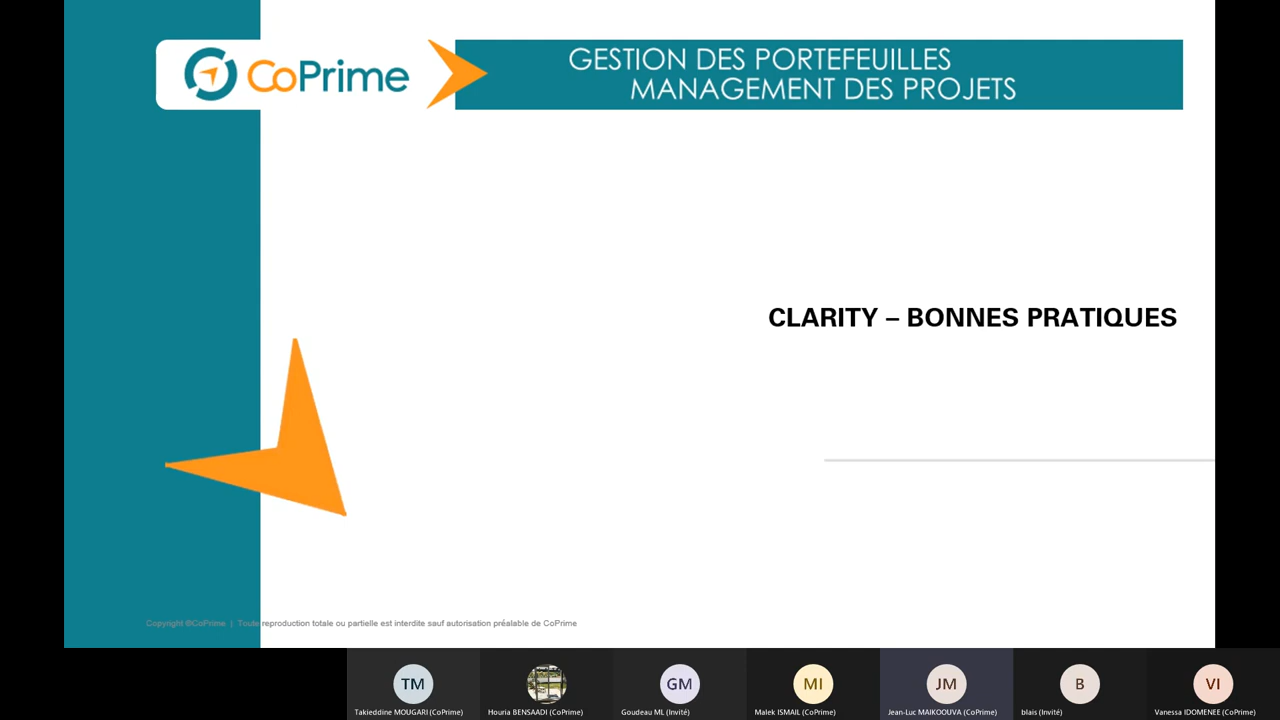 CoPrime
GESTION DES PORTEFEUILLES
MANAGEMENT DES PROJETS
CLARITY – BONNES PRATIQUES
Copyright ©CoPrime | Toute reproduction totale ou partielle est interdite sauf autorisation préalable de CoPrime
TM
GM
MI
JM
B
VI
Takieddine MOUGARI (CoPrime)
Houria BENSAADI (CoPrime)
Goudeau ML (Invité)
Malek ISMAIL (CoPrime)
Jean-Luc MAIKOOUVA (CoPrime)
blais (Invité)
Vanessa IDOMENEE (CoPrime)